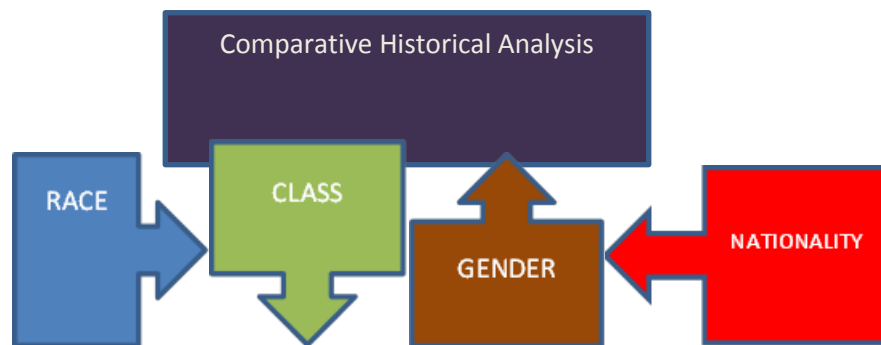 Comparative Historical Analysis
RACE
CLASS
GENDER
NATIONALITY